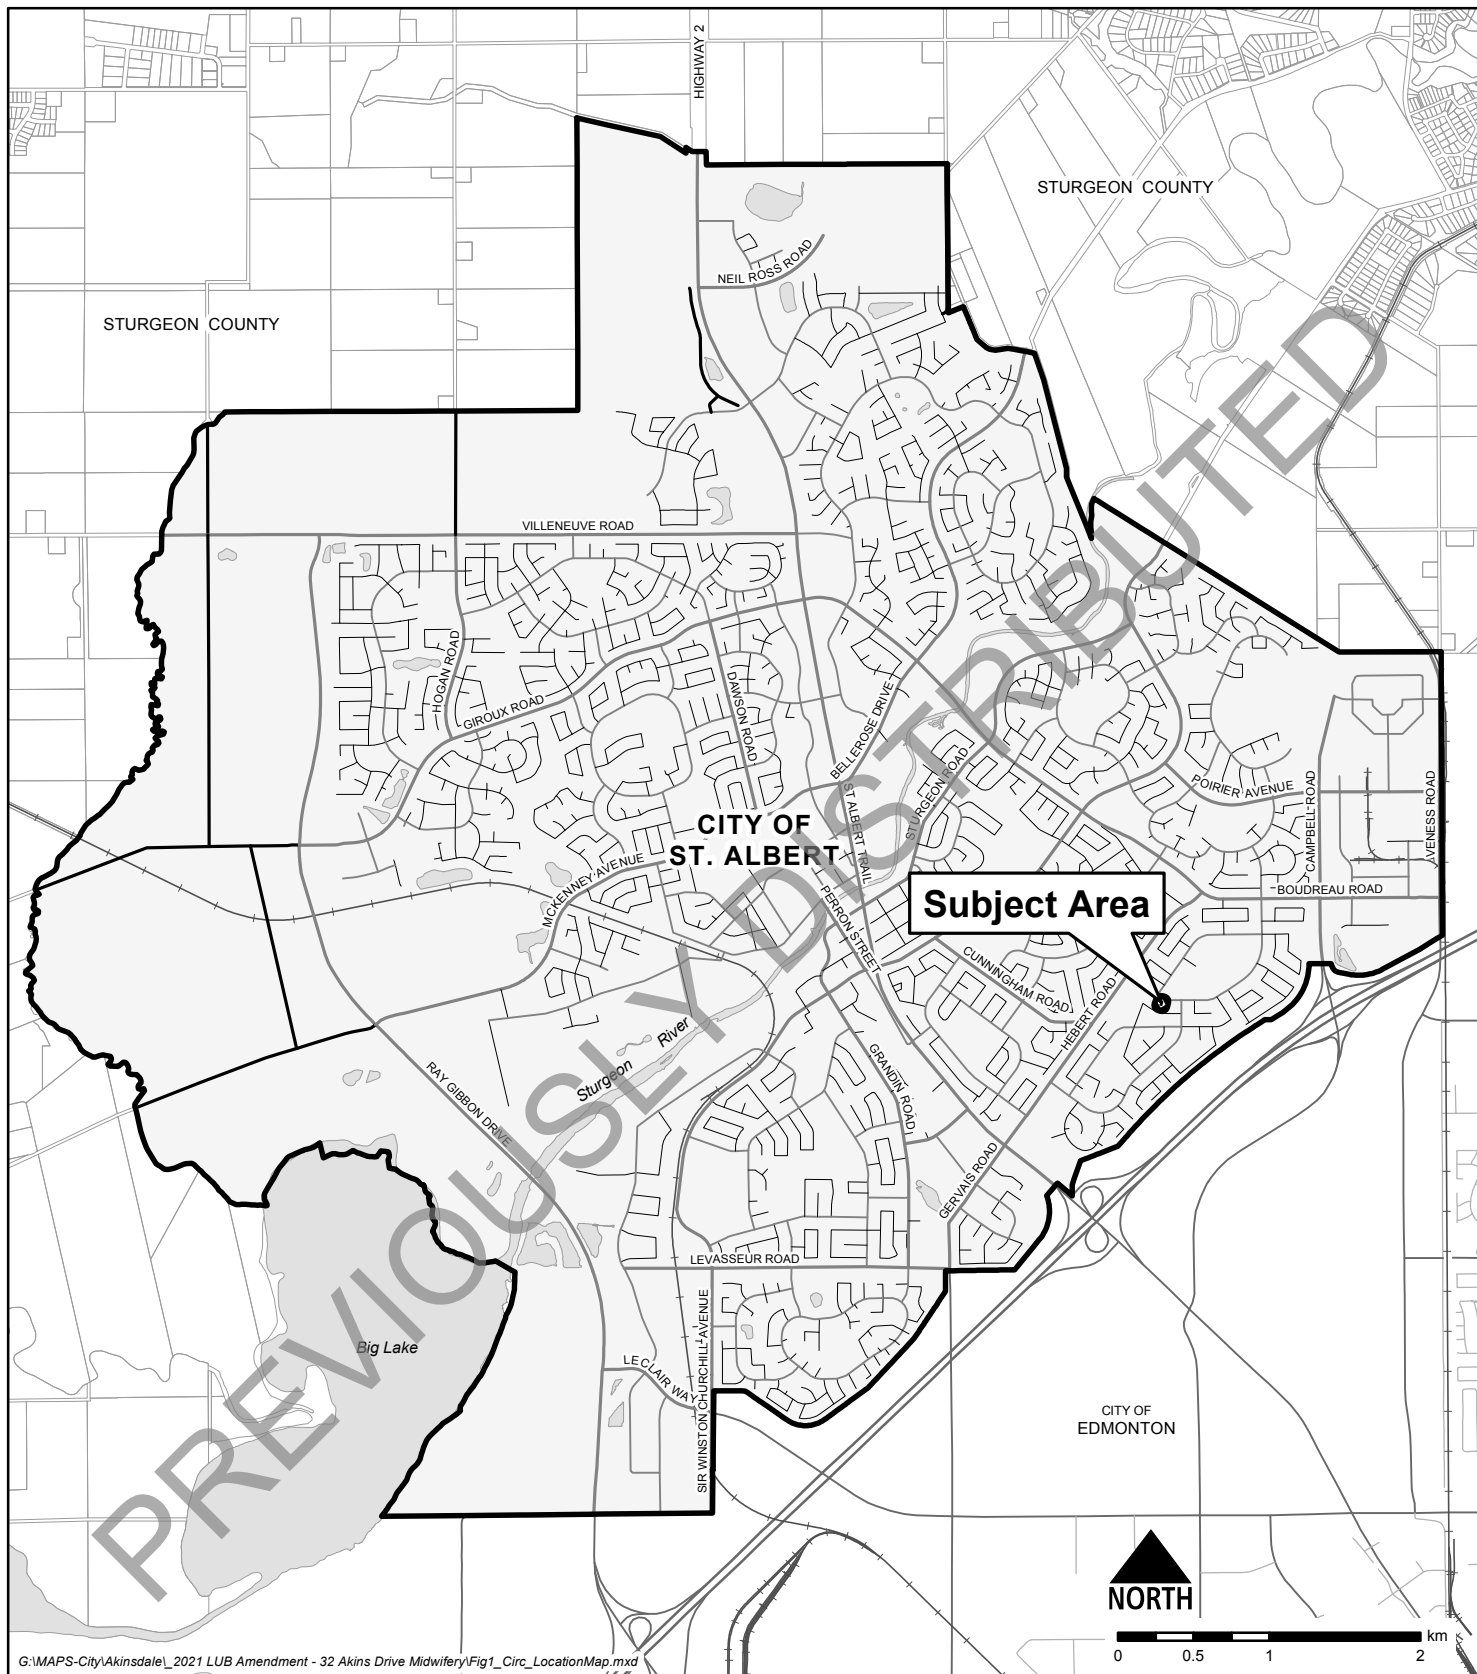 HIGHWAY 2
STURGEON COUNTY
NEIL ROSS ROAD
STURGEON COUNTY
VILLENEUVE ROAD
HOGAN ROAD
GIROUX ROAD
DAWSON ROAD
BELLEROSE DRIVE
STURGEON ROAD
ST ALBERT TRAIL
POIRIER AVENUE
CAMPBELL ROAD
AVENESS ROAD
CITY OF
ST. ALBERT
MCKENNEY AVENUE
BOUDREAU ROAD
PERRON STREET
Subject Area
CUNNINGHAM ROAD
HEBERT ROAD
Sturgeon River
RAY GIBBON DRIVE
GRANDIN ROAD
GERVAIS ROAD
LEVASSEUR ROAD
SIR WINSTON CHURCHILL AVENUE
Big Lake
LECLAIR WAY
CITY OF
EDMONTON
PREVIOUSLY DISTRIBUTED
NORTH
km
0 0.5 1 2
G:\MAPS-City\Akinsdale\_2021 LUB Amendment - 32 Akins Drive Midwifery\Fig1_Circ_LocationMap.mxd